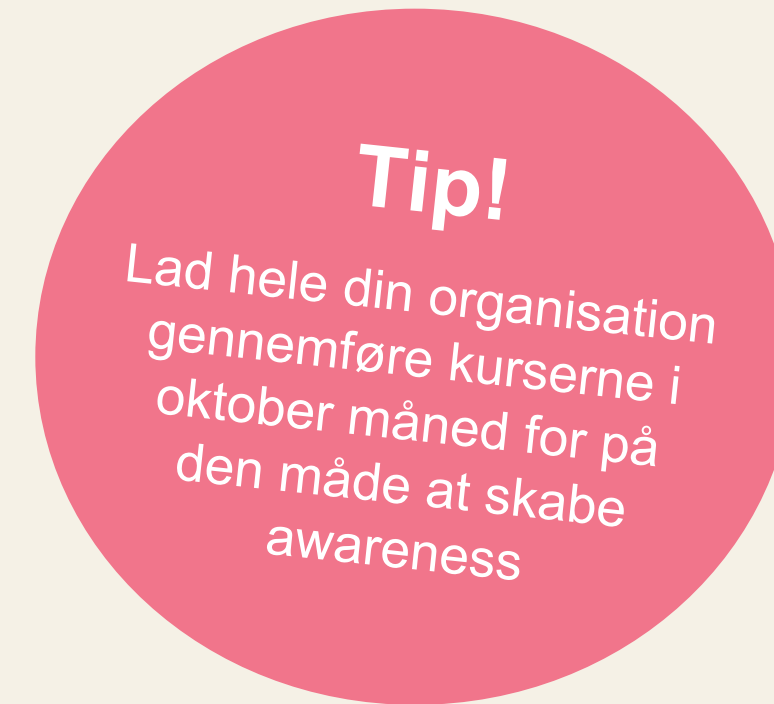 Tip!
Lad hele din organisation
gennemføre kurserne i
oktober måned for på
den måde at skabe
awareness